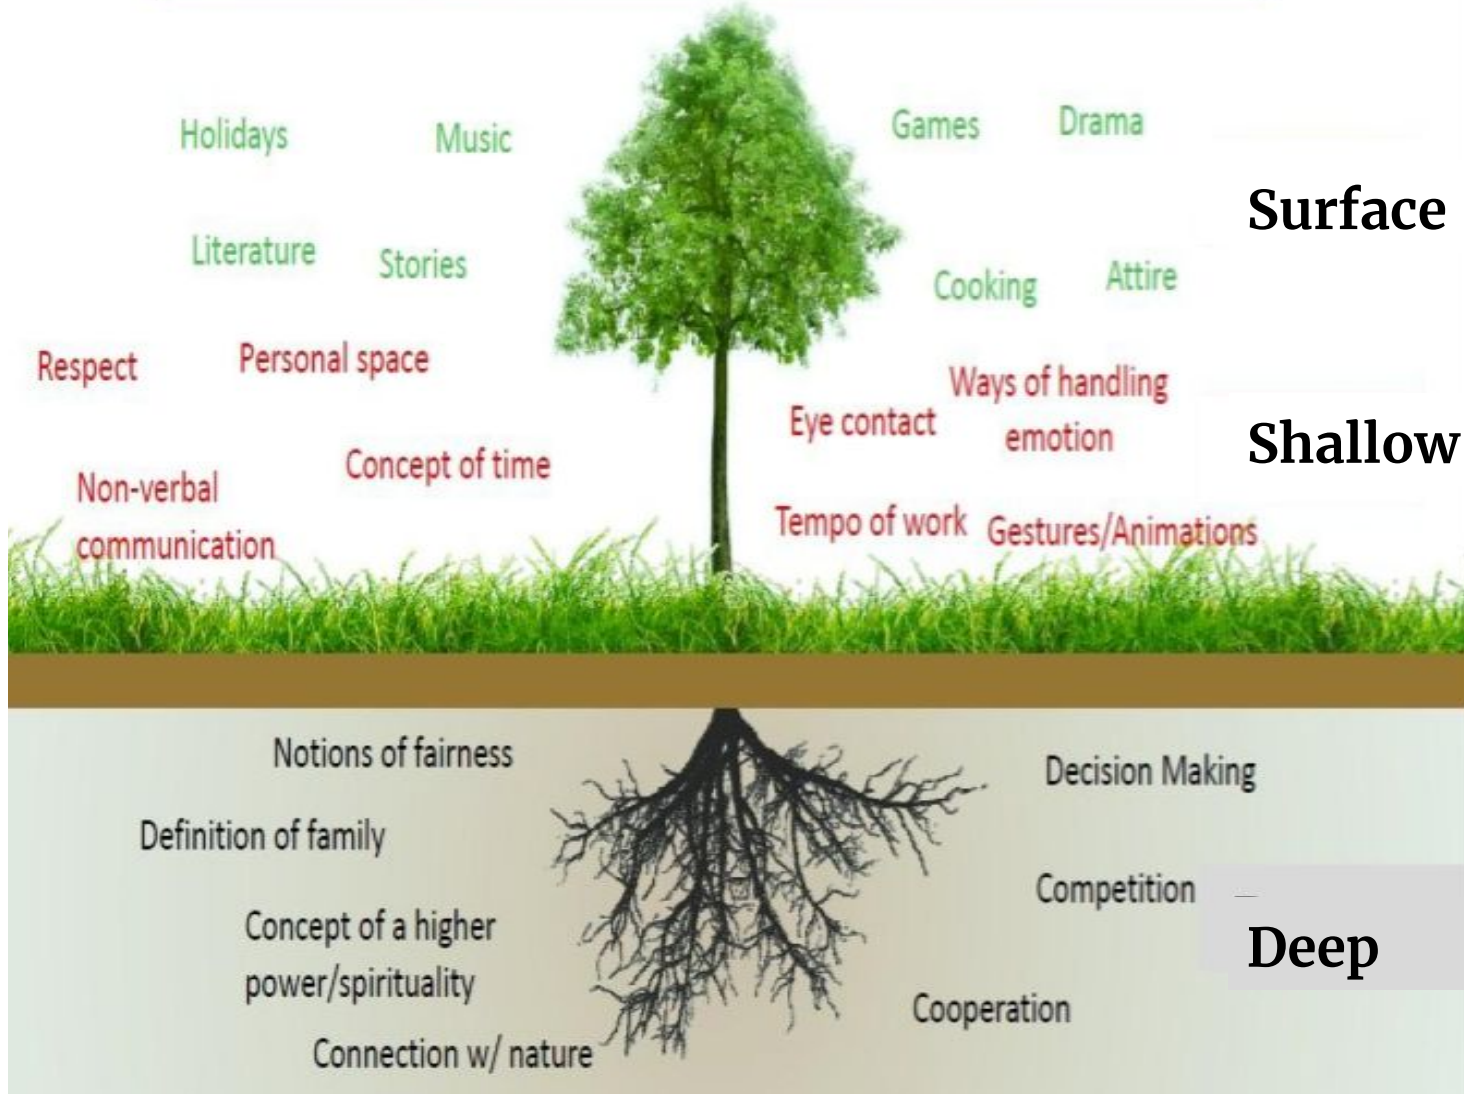 Holidays
Music
Games
Drama
Surface
Literature
Stories
Cooking
Attire
Respect
Personal space
Eye contact
Ways of handling
emotion
Shallow
Non-verbal
communication
Concept of time
Tempo of work
Gestures/Animations
Notions of fairness
Decision Making
Definition of family
Competition
Concept of a higher
power/spirituality
Deep
Cooperation
Connection w/ nature